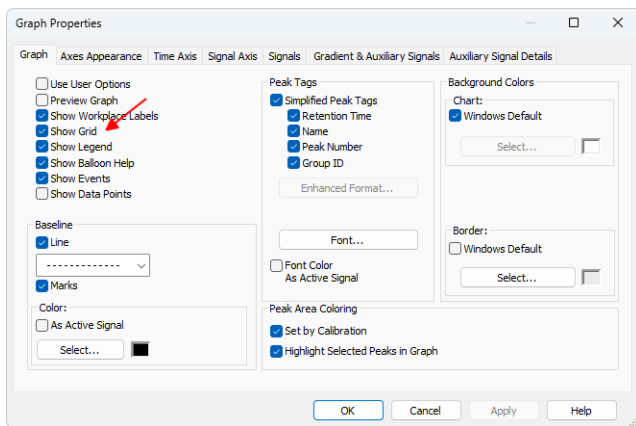 Graph Properties
Graph Axes Appearance Time Axis Signal Axis Signals Gradient & Auxiliary Signals Auxiliary Signal Details
Use User Options
Preview Graph
Show Workplace Labels
Show Grid
Show Legend
Show Balloon Help
Show Events
Show Data Points
Baseline
Line
Marks
Color:
As Active Signal
Select...
Peak Tags
Simplified Peak Tags
Retention Time
Name
Peak Number
Group ID
Enhanced Format...
Font...
Font Color
As Active Signal
Background Colors
Chart:
Windows Default
Select...
Border:
Windows Default
Select...
Peak Area Coloring
Set by Calibration
Highlight Selected Peaks in Graph
OK Cancel Apply Help